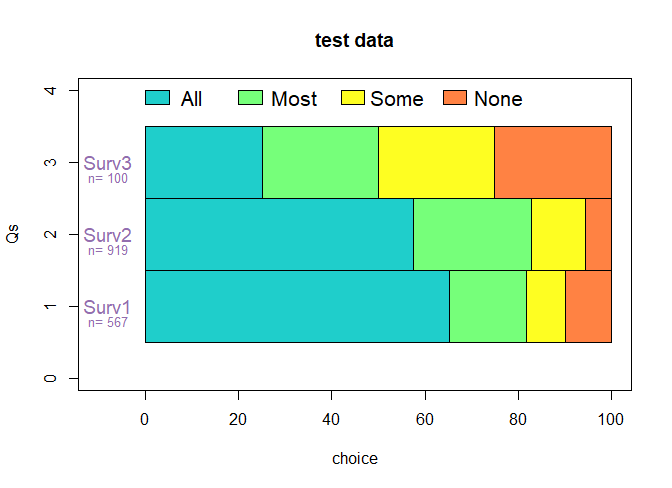 test data
All Most Some None
4
3
2
1
0
Qs
Surv3
n= 100
Surv2
n= 919
Surv1
n= 567
0 20 40 60 80 100
choice